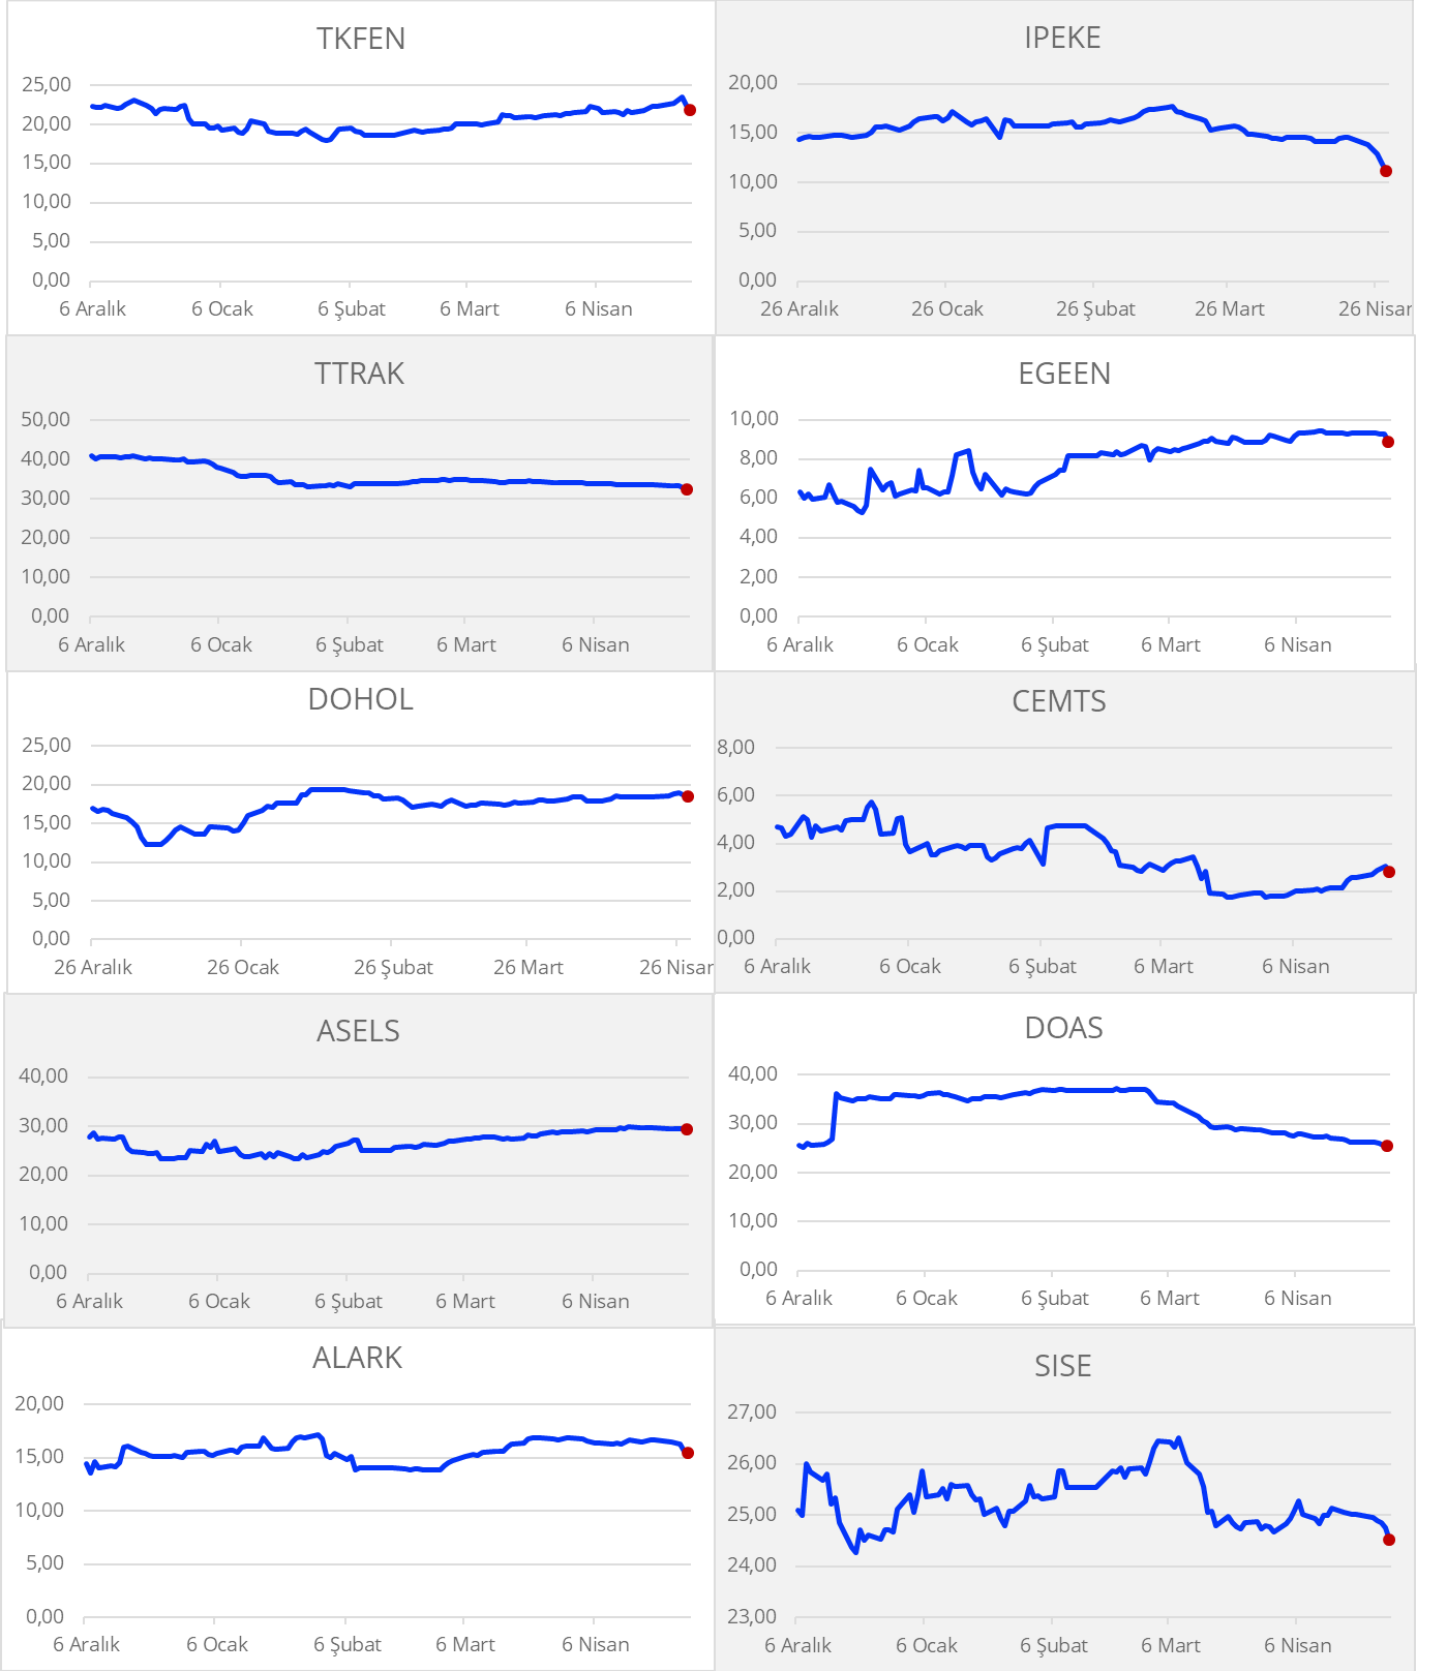 TKFEN
25,00
20,00
15,00
10,00
5,00
0,00
6 Aralık 6 Ocak 6 Şubat 6 Mart 6 Nisan
IPEKE
20,00
15,00
10,00
5,00
0,00
26 Aralık 26 Ocak 26 Şubat 26 Mart 26 Nisan
TTRAK
50,00
40,00
30,00
20,00
10,00
0,00
6 Aralık 6 Ocak 6 Şubat 6 Mart 6 Nisan
EGEEN
10,00
8,00
6,00
4,00
2,00
0,00
6 Aralık 6 Ocak 6 Şubat 6 Mart 6 Nisan
DOHOL
25,00
20,00
15,00
10,00
5,00
0,00
26 Aralık 26 Ocak 26 Şubat 26 Mart 26 Nisan
CEMTS
8,00
6,00
4,00
2,00
0,00
6 Aralık 6 Ocak 6 Şubat 6 Mart 6 Nisan
ASELS
40,00
30,00
20,00
10,00
0,00
6 Aralık 6 Ocak 6 Şubat 6 Mart 6 Nisan
DOAS
40,00
30,00
20,00
10,00
0,00
6 Aralık 6 Ocak 6 Şubat 6 Mart 6 Nisan
ALARK
20,00
15,00
10,00
5,00
0,00
6 Aralık 6 Ocak 6 Şubat 6 Mart 6 Nisan
SISE
27,00
26,00
25,00
24,00
23,00
6 Aralık 6 Ocak 6 Şubat 6 Mart 6 Nisan